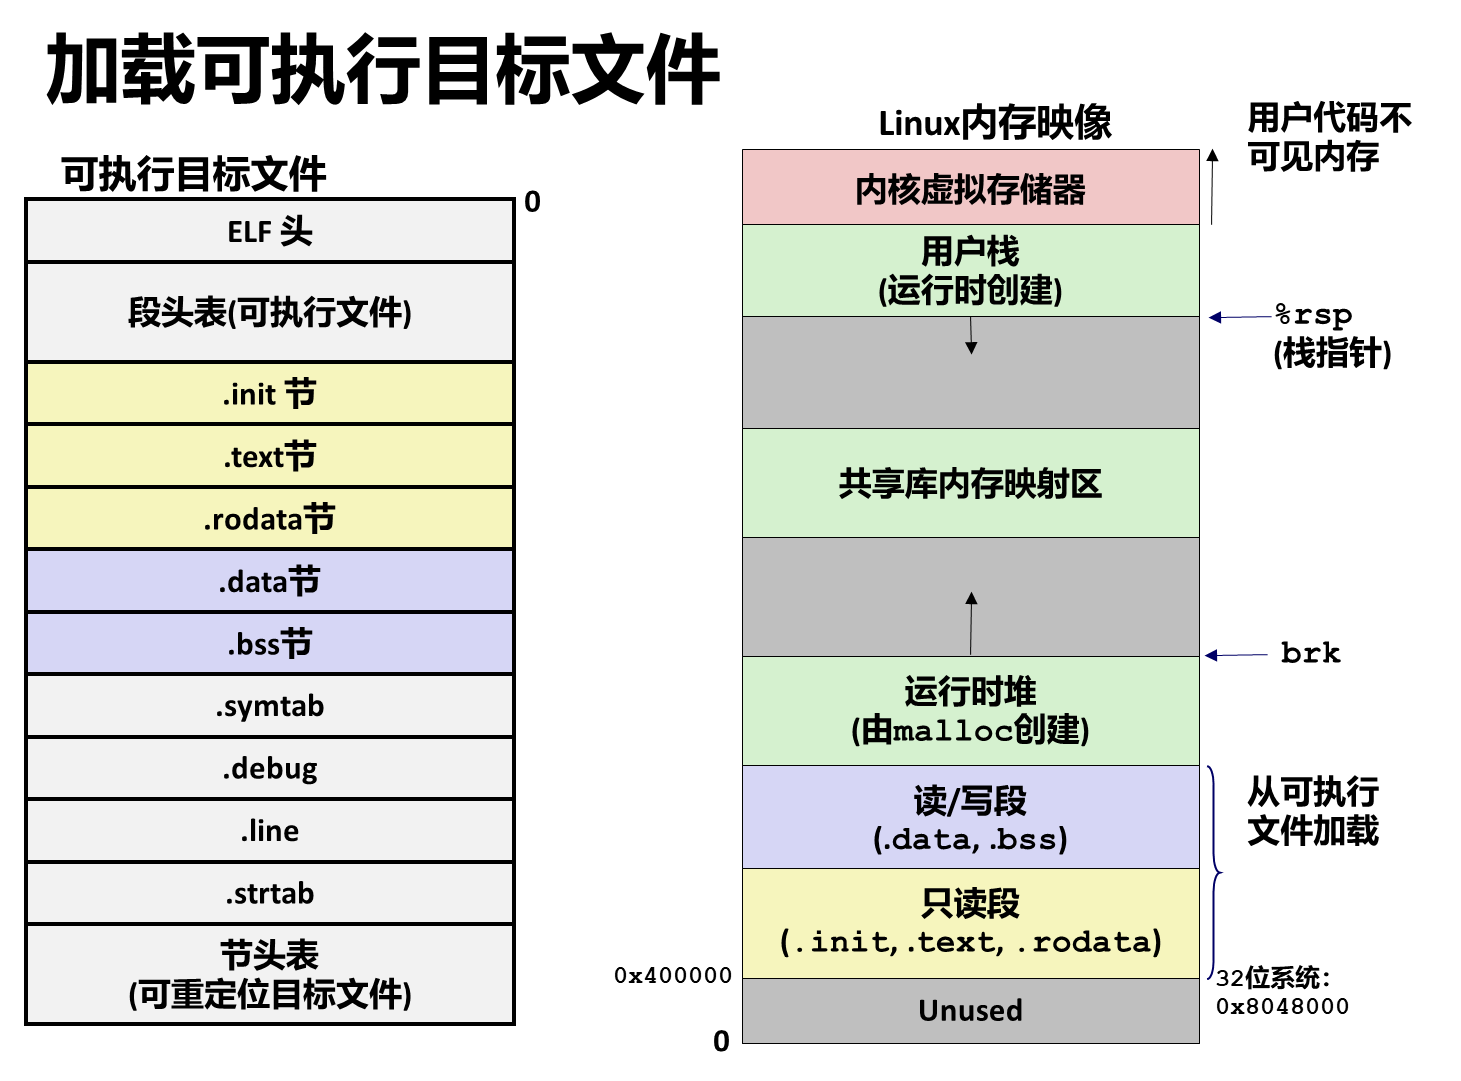 加载可执行目标文件
可执行目标文件
0
ELF 头
段头表(可执行文件)
.init 节
.text节
.rodata节
.data节
.bss节
.symtab
.debug
.line
.strtab
节头表
(可重定位目标文件)
Linux内存映像
用户代码不
可见内存
内核虚拟存储器
用户栈
(运行时创建)
%rsp
(栈指针)
共享库内存映射区
brk
运行时堆
(由malloc创建)
读/写段
(.data, .bss)
从可执行
文件加载
只读段
(.init, .text, .rodata)
0x400000
32位系统:
0x8048000
Unused
0